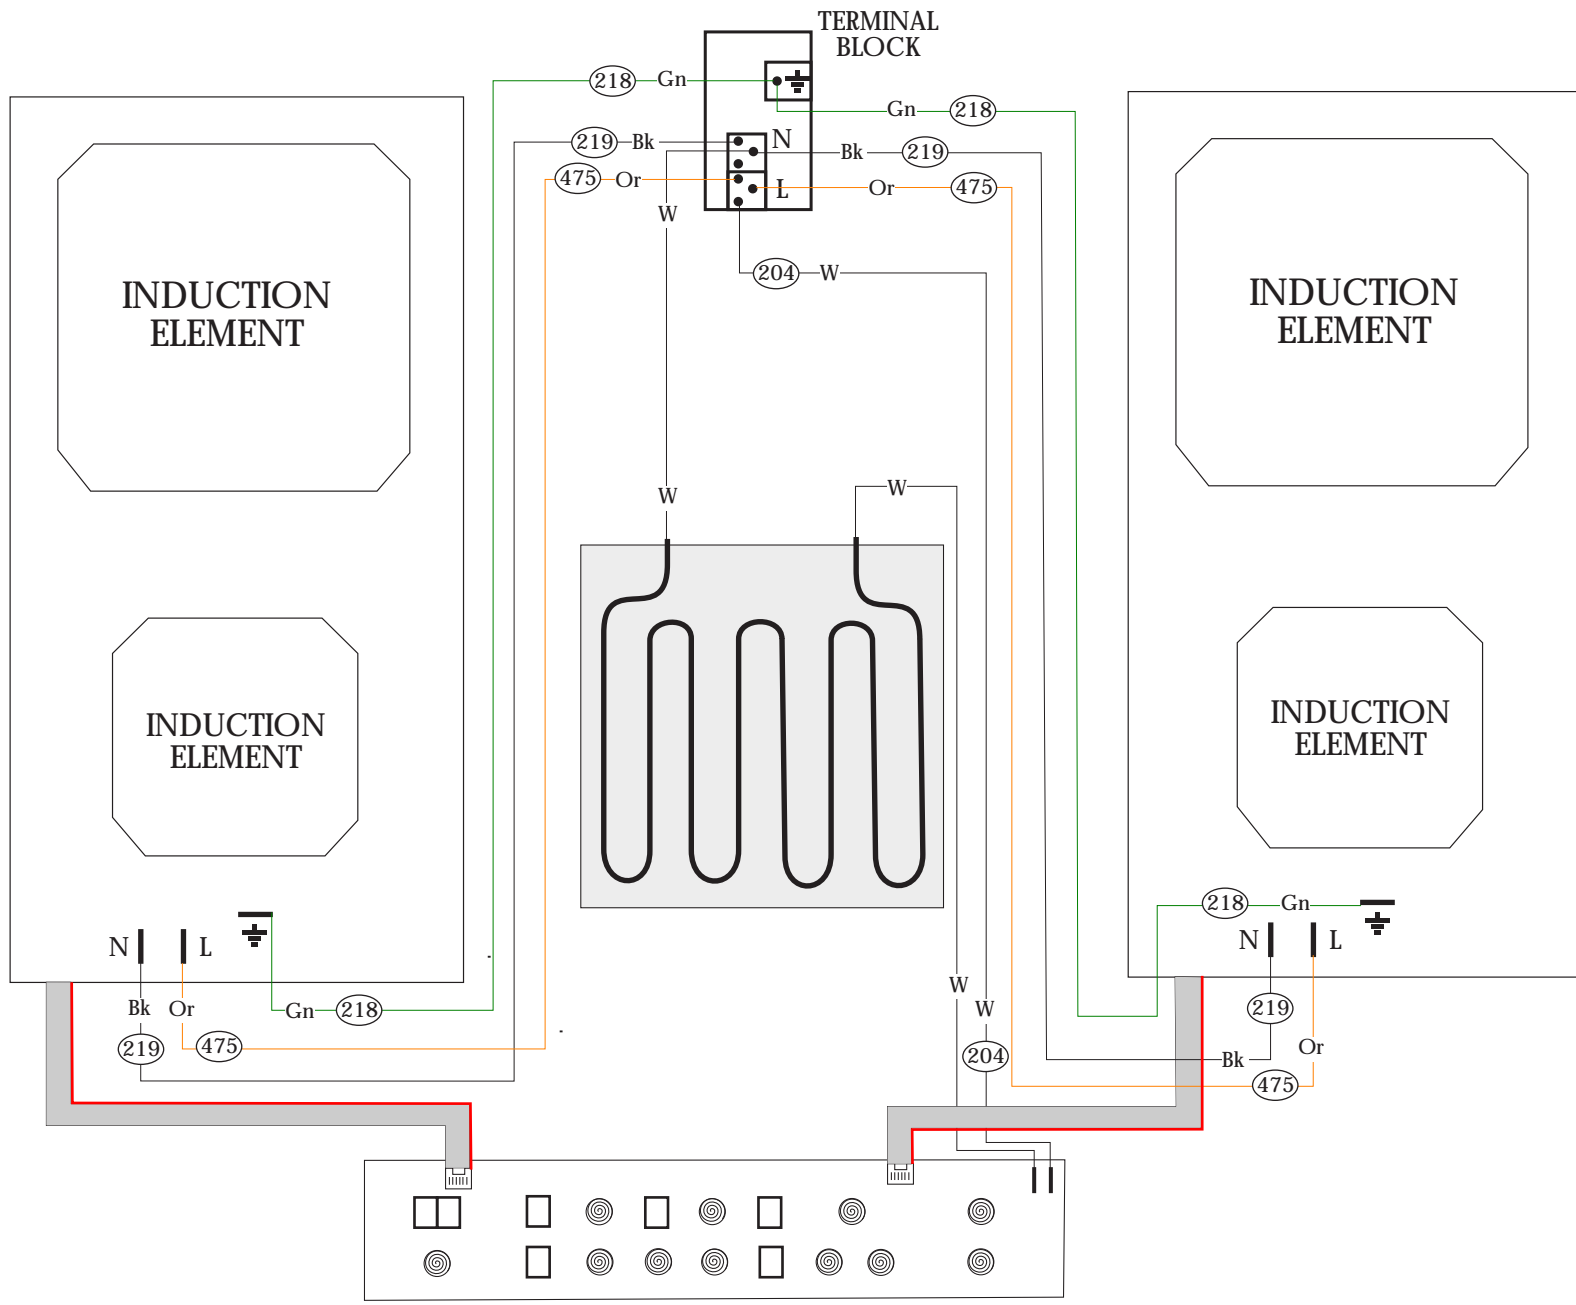 TERMINAL
BLOCK
218 Gn
Gn 218
219 Bk
N
Bk 219
475 Or
L
Or 475
W
204 W
INDUCTION
ELEMENT
INDUCTION
ELEMENT
W
W
INDUCTION
ELEMENT
INDUCTION
ELEMENT
218 Gn
N L
N L
W
W
Bk Or
Gn 218
219
Or
219
475
204
Bk
475